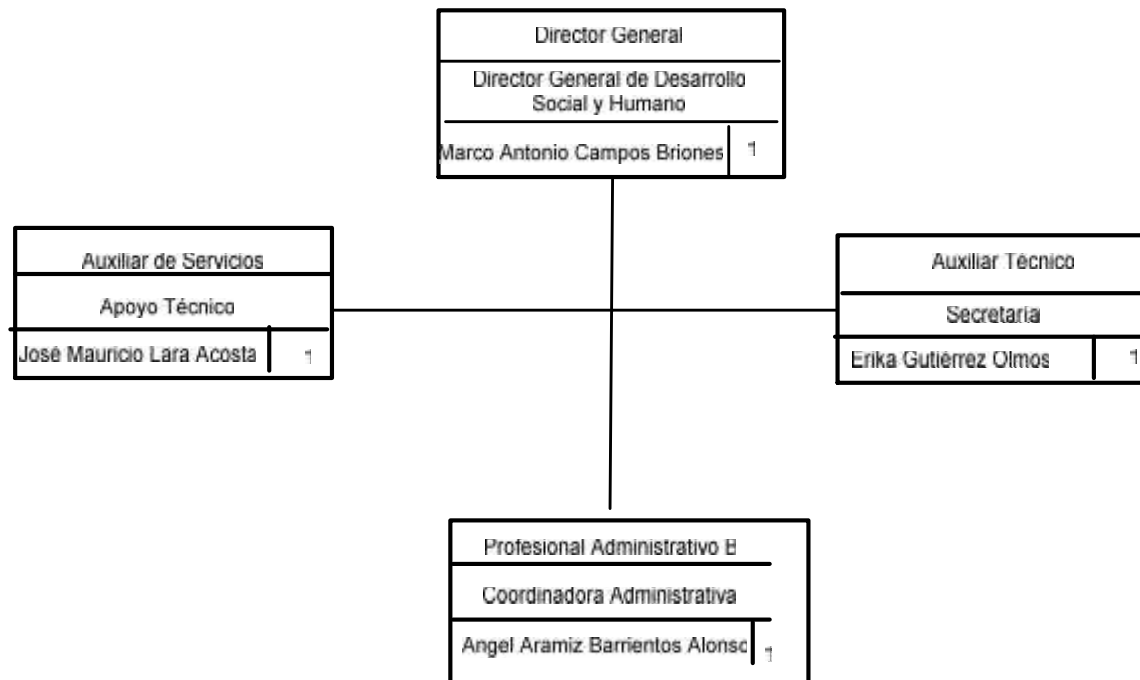 Director General
Director General de Desarrollo
Social y Humano
Marco Antonio Campos Briones 1
Auxiliar de Servicios
Apoyo Técnico
José Mauricio Lara Acosta 1
Auxiliar Técnico
Secretaria
Erika Gutiérrez Olmos 1
Profesional Administrativo B
Coordinadora Administrativa
Angel Aramiz Barrientos Alonso 1